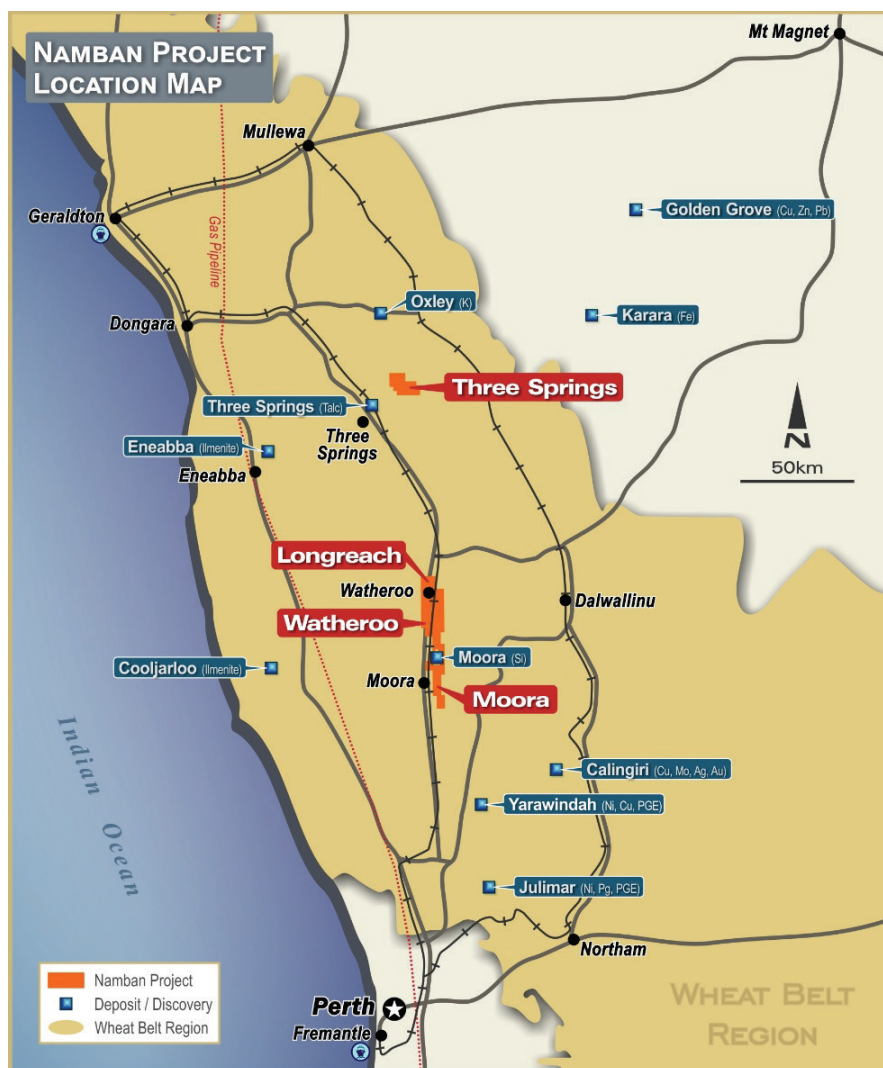 NAMBAN PROJECT
LOCATION MAP
Mt Magnet
Mullewa
Geraldton
Gas Pipeline
Golden Grove (Cu, Zn, Pb)
Oxley (K)
Karara (Fe)
Dongara
Three Springs
Three Springs (Talc)
Three
Springs
Eneabba (Ilmenite)
Eneabba
N
50km
Longreach
Watheroo
Dalwallinu
Watheroo
Moora (Si)
Cooljarloo (Ilmenite)
Moora
Moora
Indian Ocean
Calingiri (Cu, Mo, Ag, Au)
Yarawindah (Ni, Cu, PGE)
Julimar (Ni, Pg, PGE)
Northam
Namban Project
Deposit / Discovery
Wheat Belt Region
Perth
Fremantle
WHEAT BELT
REGION